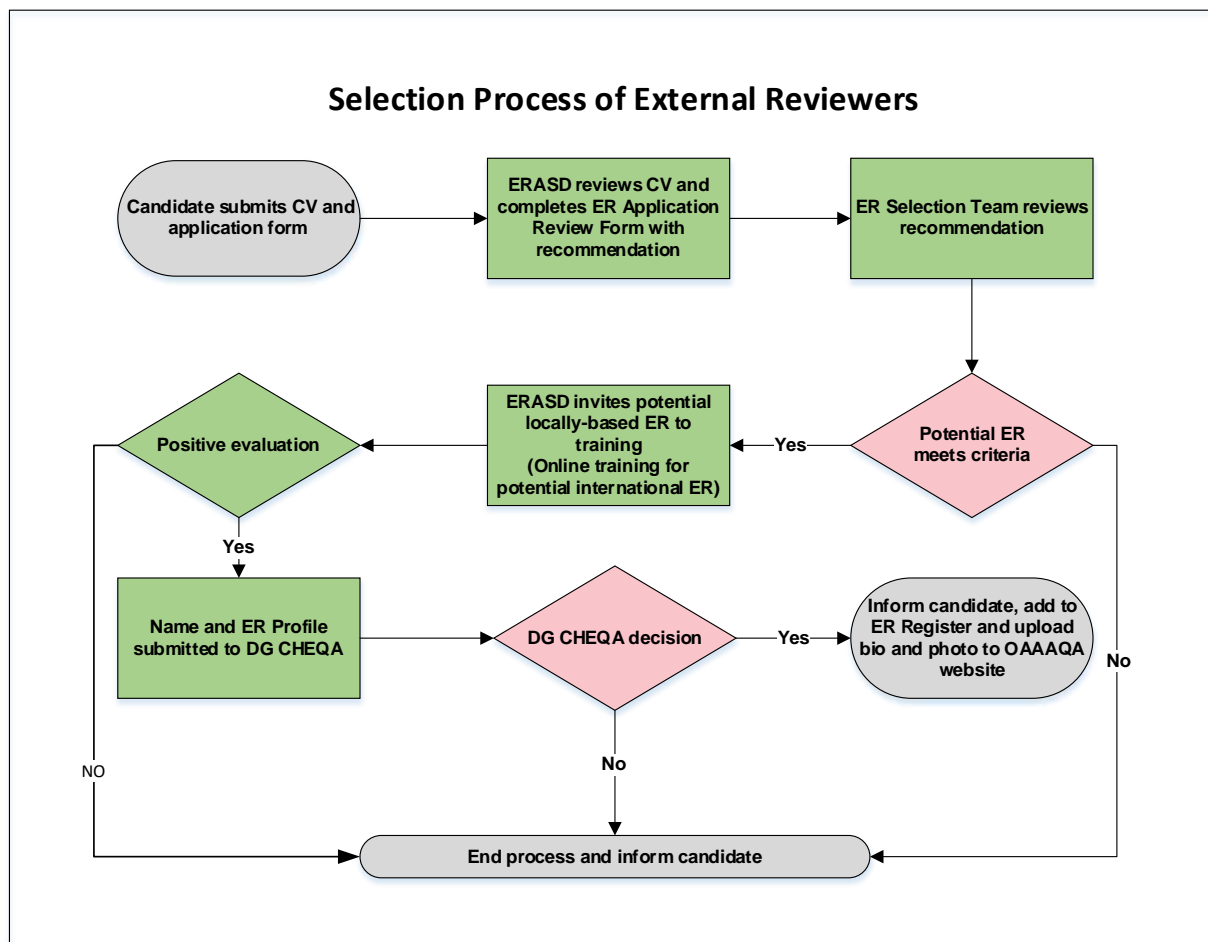 Selection Process of External Reviewers
Candidate submits CV and
application form
ERASD reviews CV and
completes ER Application
Review Form with
recommendation
ER Selection Team reviews
recommendation
Positive evaluation
ERASD invites potential
locally-based ER to
training
(Online training for
potential international ER)
Yes
Potential ER
meets criteria
Yes
Name and ER Profile
submitted to DG CHEQA
DG CHEQA decision
Yes
Inform candidate, add to
ER Register and upload
bio and photo to OAAAQA
website
No
No
NO
End process and inform candidate